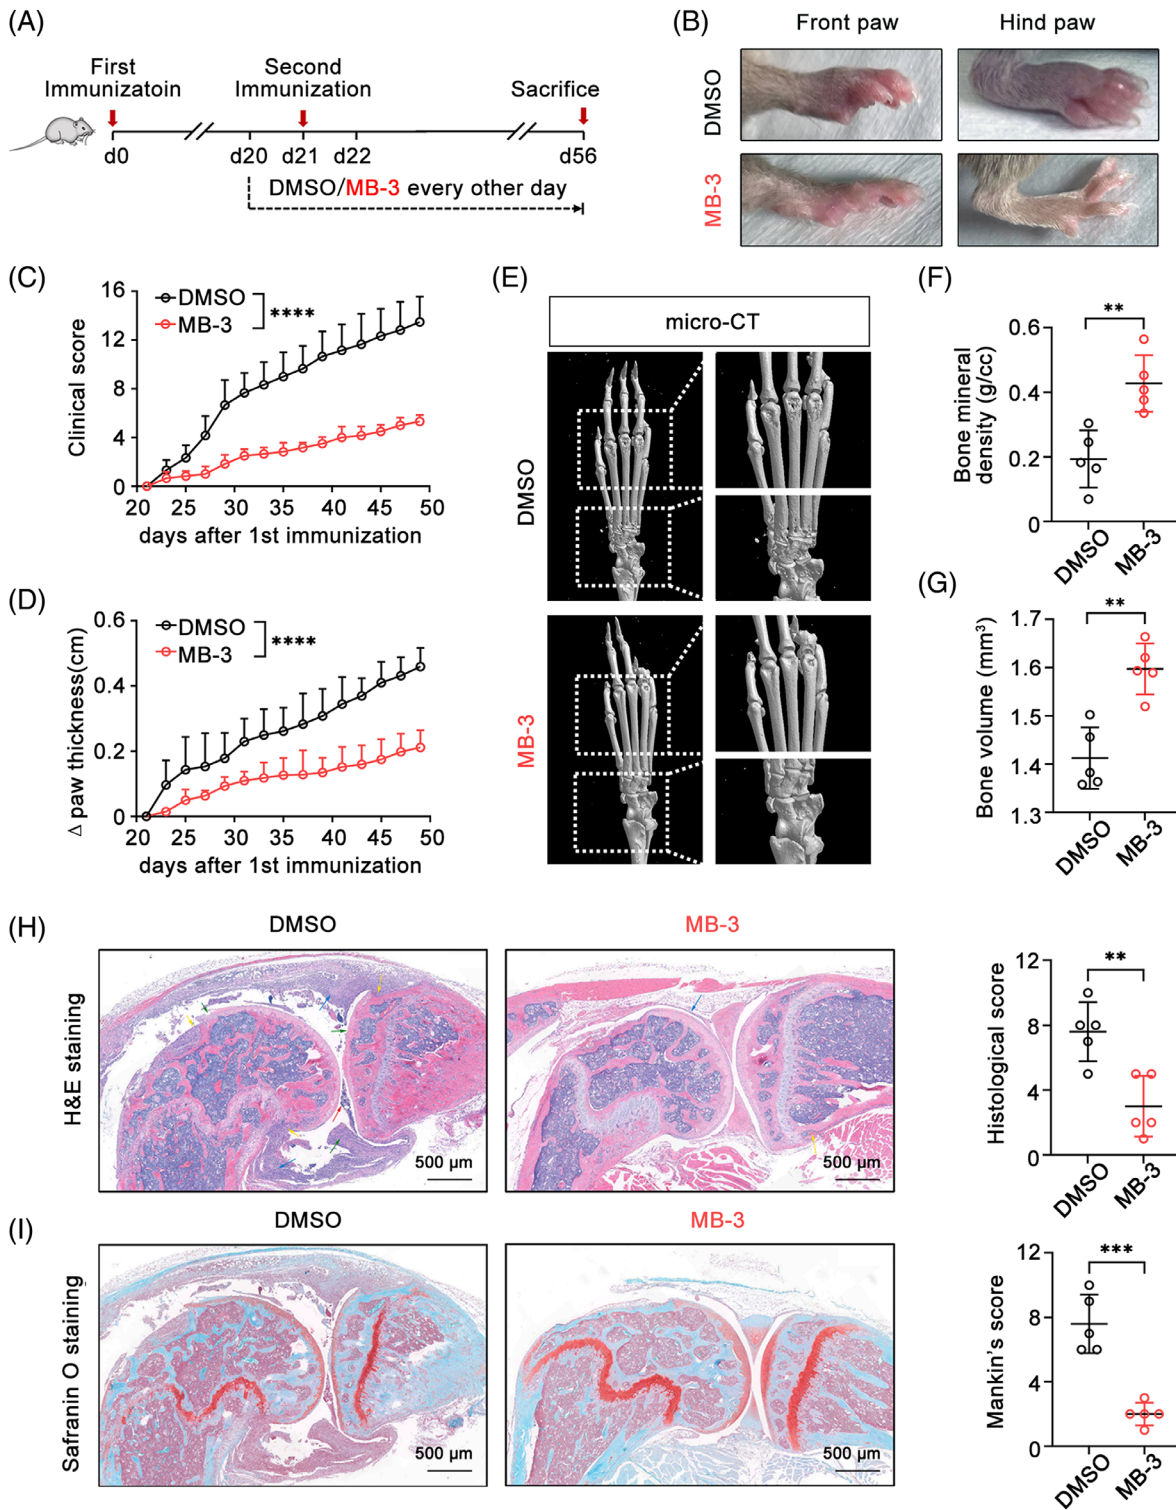 (A)
First
Immunizatoin
Second
Immunization
Sacrifice
d0
d20
d21
d22
d56
DMSO/MB-3 every other day
(B)
Front paw
Hind paw
DMSO
MB-3
(C)
Clinical score
16
12
8
4
0
DMSO
MB-3
****
20 25 30 35 40 45 50
days after 1st immunization
(D)
Δ paw thickness(cm)
0.6
0.4
0.2
0
DMSO
MB-3
****
20 25 30 35 40 45 50
days after 1st immunization
(E)
micro-CT
DMSO
MB-3
(F)
Bone mineral
density (g/cc)
**
0.6
0.4
0.2
0
DMSO
MB-3
(G)
Bone volume (mm³)
**
1.7
1.6
1.5
1.4
1.3
DMSO
MB-3
(H)
DMSO
MB-3
H&E staining
500 μm
500 μm
Histological score
**
12
8
4
0
DMSO
MB-3
(I)
DMSO
MB-3
Safranin O staining
500 μm
500 μm
Mankin's score
***
12
8
4
0
DMSO
MB-3